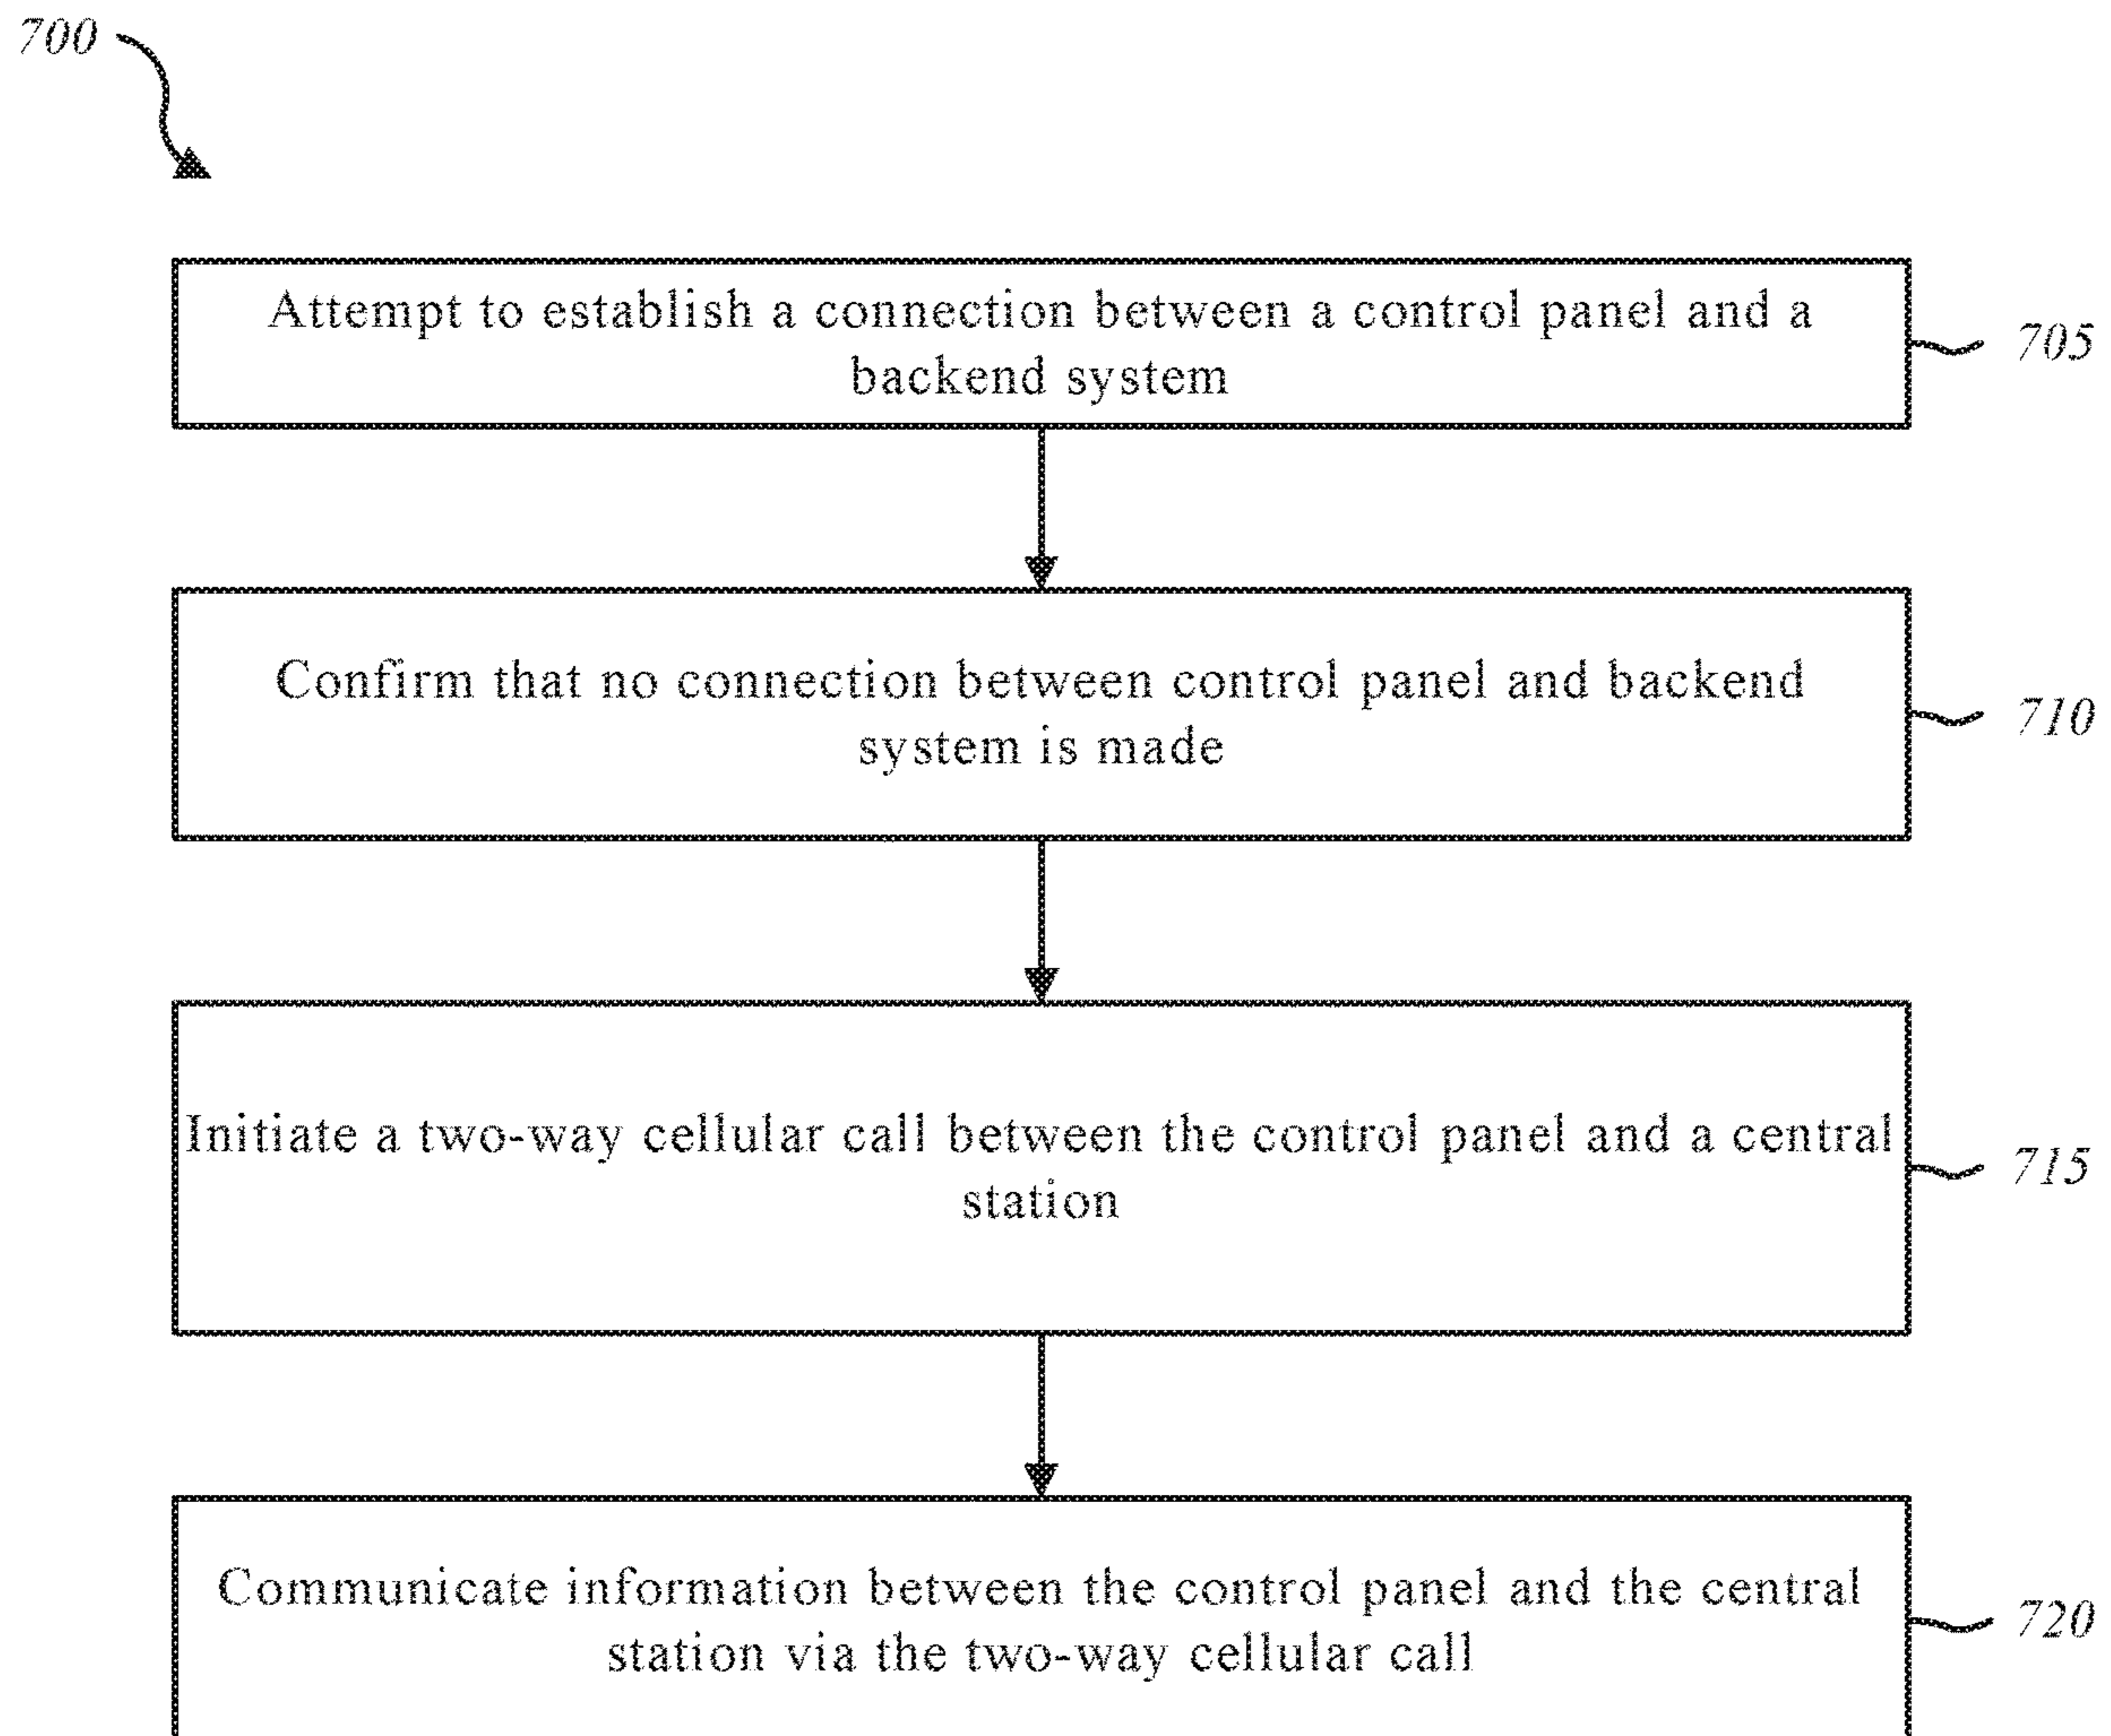 700
Attempt to establish a connection between a control panel and a
backend system
705
Confirm that no connection between control panel and backend
system is made
710
Initiate a two-way cellular call between the control panel and a central
station
715
Communicate information between the control panel and the central
station via the two-way cellular call
720